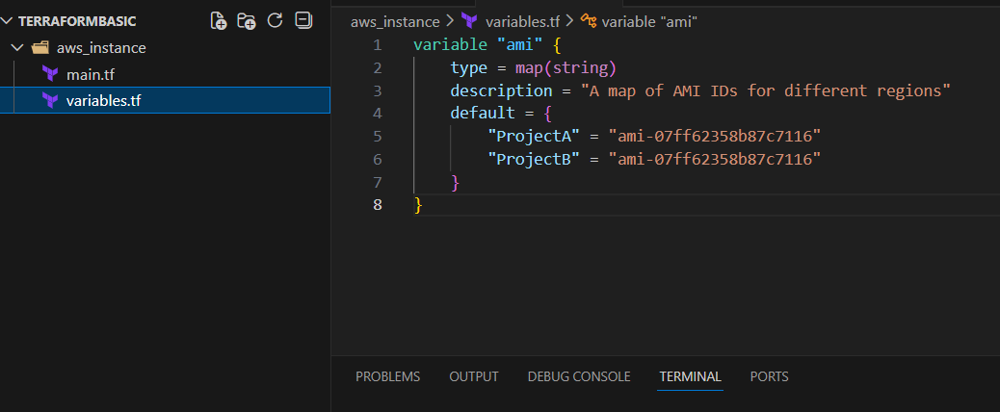 TERRAFORMBASIC
aws_instance
main.tf
variables.tf
aws_instance > variables.tf > variable "ami"
1 variable "ami" {
2     type = map(string)
3     description = "A map of AMI IDs for different regions"
4     default = {
5         "ProjectA" = "ami-07ff62358b87c7116"
6         "ProjectB" = "ami-07ff62358b87c7116"
7     }
8 }
PROBLEMS OUTPUT DEBUG CONSOLE TERMINAL PORTS